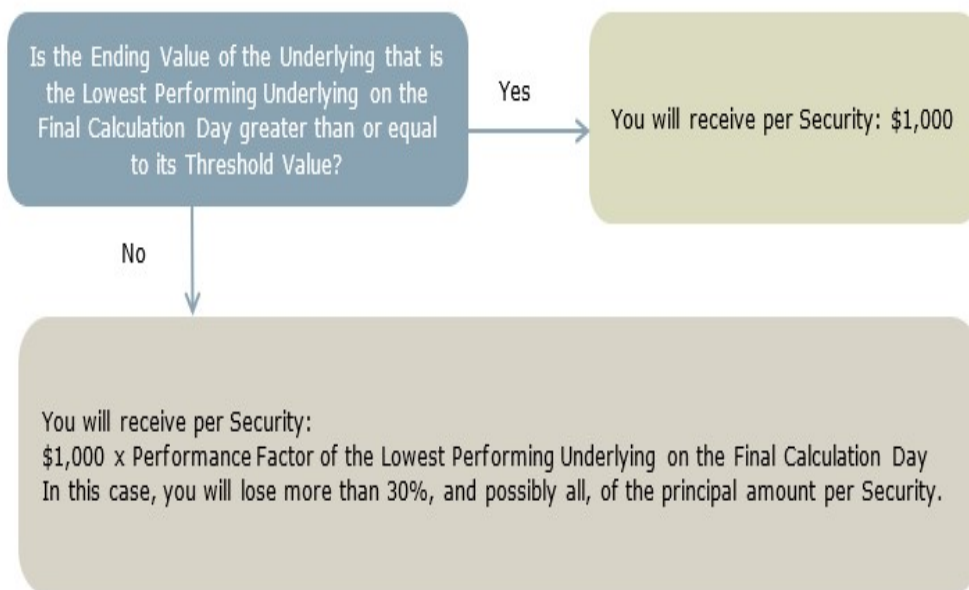 Is the Ending Value of the Underlying that is
the Lowest Performing Underlying on the
Final Calculation Day greater than or equal
to its Threshold Value?
Yes
You will receive per Security: $1,000
No
You will receive per Security:
$1,000 x Performance Factor of the Lowest Performing Underlying on the Final Calculation Day
In this case, you will lose more than 30%, and possibly all, of the principal amount per Security.